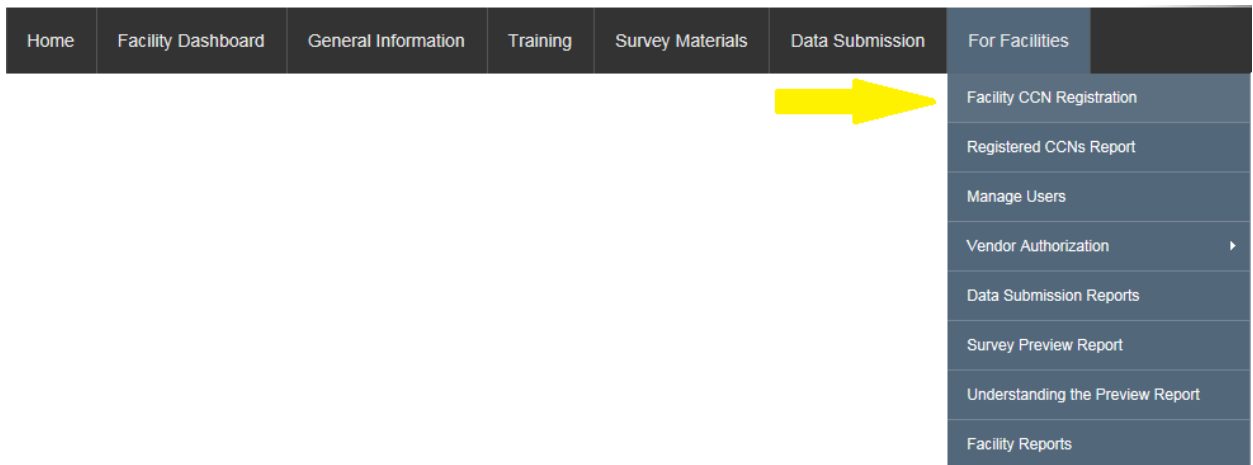 Home Facility Dashboard General Information Training Survey Materials Data Submission For Facilities
Facility CCN Registration
Registered CCNs Report
Manage Users
Vendor Authorization
Data Submission Reports
Survey Preview Report
Understanding the Preview Report
Facility Reports